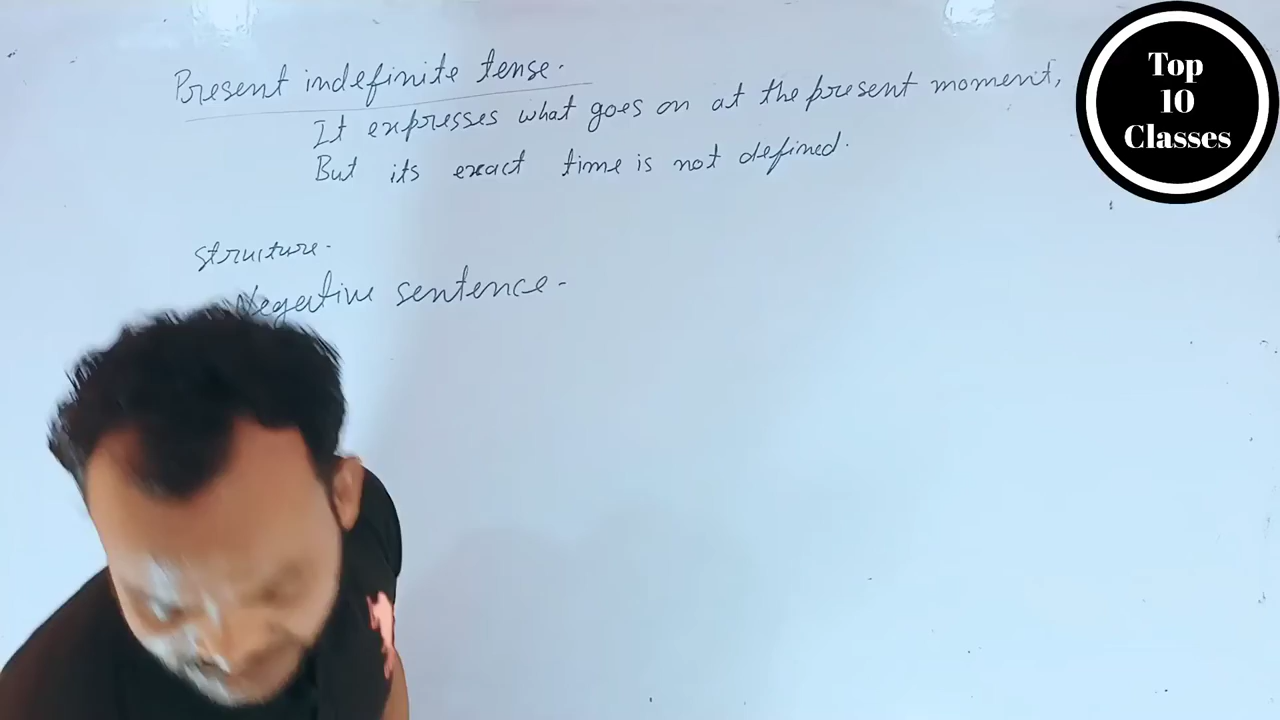 Present indefinite tense.
It expresses what goes on at the present moment,
But its exact time is not defined.
structure.
Negative sentence-
Top
10
Classes